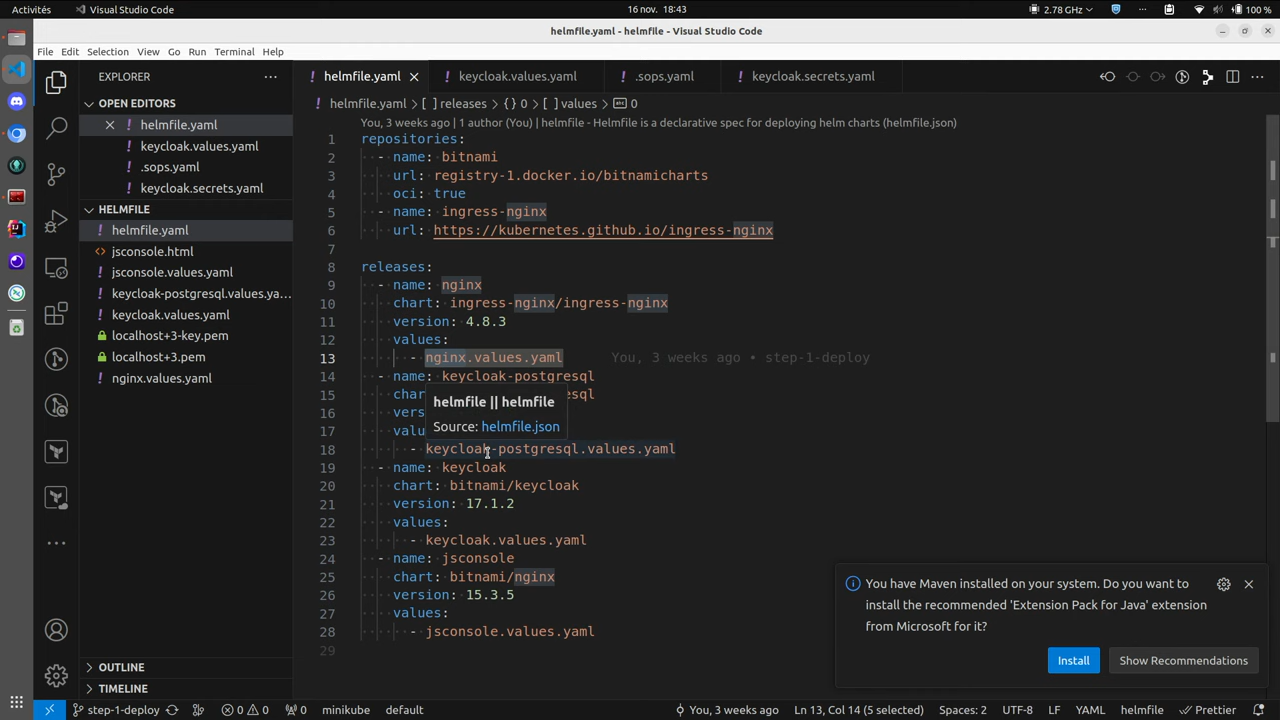 Activités
Visual Studio Code
16 nov. 18:43
2.78 GHz
100 %
helmfile.yaml - helmfile - Visual Studio Code
File Edit Selection View Go Run Terminal Help
EXPLORER
OPEN EDITORS
helmfile.yaml
keycloak.values.yaml
.sops.yaml
keycloak.secrets.yaml
HELMFILE
helmfile.yaml
jsconsole.html
jsconsole.values.yaml
keycloak-postgresql.values.ya...
keycloak.values.yaml
localhost+3-key.pem
localhost+3.pem
nginx.values.yaml
OUTLINE
TIMELINE
helmfile.yaml keycloak.values.yaml .sops.yaml keycloak.secrets.yaml
helmfile.yaml > [ ] releases > {} 0 > [ ] values > abc 0
You, 3 weeks ago | 1 author (You) | helmfile - Helmfile is a declarative spec for deploying helm charts (helmfile.json)
1 repositories:
2 - name: bitnami
3 url: registry-1.docker.io/bitnamicharts
4 oci: true
5 - name: ingress-nginx
6 url: https://kubernetes.github.io/ingress-nginx
7
8 releases:
9 - name: nginx
10 chart: ingress-nginx/ingress-nginx
11 version: 4.8.3
12 values:
13 - nginx.values.yaml You, 3 weeks ago • step-1-deploy
14 - name: keycloak-postgresql
15 char sql
16 vers
17 valu
18 - keycloak-postgresql.values.yaml
19 - name: keycloak
20 chart: bitnami/keycloak
21 version: 17.1.2
22 values:
23 - keycloak.values.yaml
24 - name: jsconsole
25 chart: bitnami/nginx
26 version: 15.3.5
27 values:
28 - jsconsole.values.yaml
29
helmfile || helmfile
Source: helmfile.json
You have Maven installed on your system. Do you want to
install the recommended 'Extension Pack for Java' extension
from Microsoft for it?
Install
Show Recommendations
step-1-deploy 0 0 0 minikube default You, 3 weeks ago Ln 13, Col 14 (5 selected) Spaces: 2 UTF-8 LF YAML helmfile Prettier